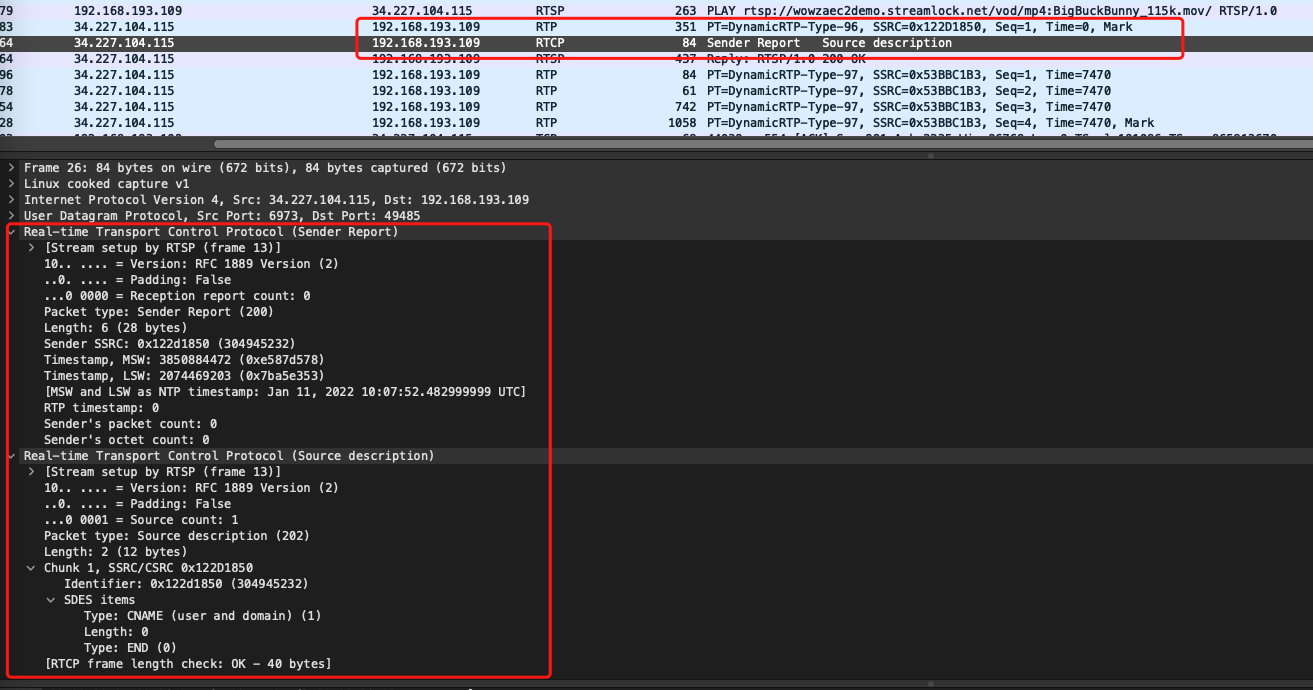 79 192.168.193.109 34.227.104.115 RTSP 263 PLAY rtsp://wowzaec2demo.streamlock.net/vod/mp4:BigBuckBunny_115k.mov/ RTSP/1.0
83 34.227.104.115 192.168.193.109 RTP 351 PT=DynamicRTP-Type-96, SSRC=0x122D1850, Seq=1, Time=0, Mark
64 34.227.104.115 192.168.193.109 RTCP 84 Sender Report Source description
64 34.227.104.115 192.168.193.109 RTSP 437 Reply: RTSP/1.0 200 OK
96 34.227.104.115 192.168.193.109 RTP 84 PT=DynamicRTP-Type-97, SSRC=0x53BBC1B3, Seq=1, Time=7470
78 34.227.104.115 192.168.193.109 RTP 61 PT=DynamicRTP-Type-97, SSRC=0x53BBC1B3, Seq=2, Time=7470
54 34.227.104.115 192.168.193.109 RTP 742 PT=DynamicRTP-Type-97, SSRC=0x53BBC1B3, Seq=3, Time=7470
28 34.227.104.115 192.168.193.109 RTP 1058 PT=DynamicRTP-Type-97, SSRC=0x53BBC1B3, Seq=4, Time=7470, Mark
Frame 26: 84 bytes on wire (672 bits), 84 bytes captured (672 bits)
Linux cooked capture v1
Internet Protocol Version 4, Src: 34.227.104.115, Dst: 192.168.193.109
User Datagram Protocol, Src Port: 6973, Dst Port: 49485
Real-time Transport Control Protocol (Sender Report)
[Stream setup by RTSP (frame 13)]
10.. .... = Version: RFC 1889 Version (2)
..0. .... = Padding: False
...0 0000 = Reception report count: 0
Packet type: Sender Report (200)
Length: 6 (28 bytes)
Sender SSRC: 0x122d1850 (304945232)
Timestamp, MSW: 3850884472 (0xe587d578)
Timestamp, LSW: 2074469203 (0x7ba5e353)
[MSW and LSW as NTP timestamp: Jan 11, 2022 10:07:52.482999999 UTC]
RTP timestamp: 0
Sender's packet count: 0
Sender's octet count: 0
Real-time Transport Control Protocol (Source description)
[Stream setup by RTSP (frame 13)]
10.. .... = Version: RFC 1889 Version (2)
..0. .... = Padding: False
...0 0001 = Source count: 1
Packet type: Source description (202)
Length: 2 (12 bytes)
Chunk 1, SSRC/CSRC 0x122D1850
Identifier: 0x122d1850 (304945232)
SDES items
Type: CNAME (user and domain) (1)
Length: 0
Type: END (0)
[RTCP frame length check: OK - 40 bytes]